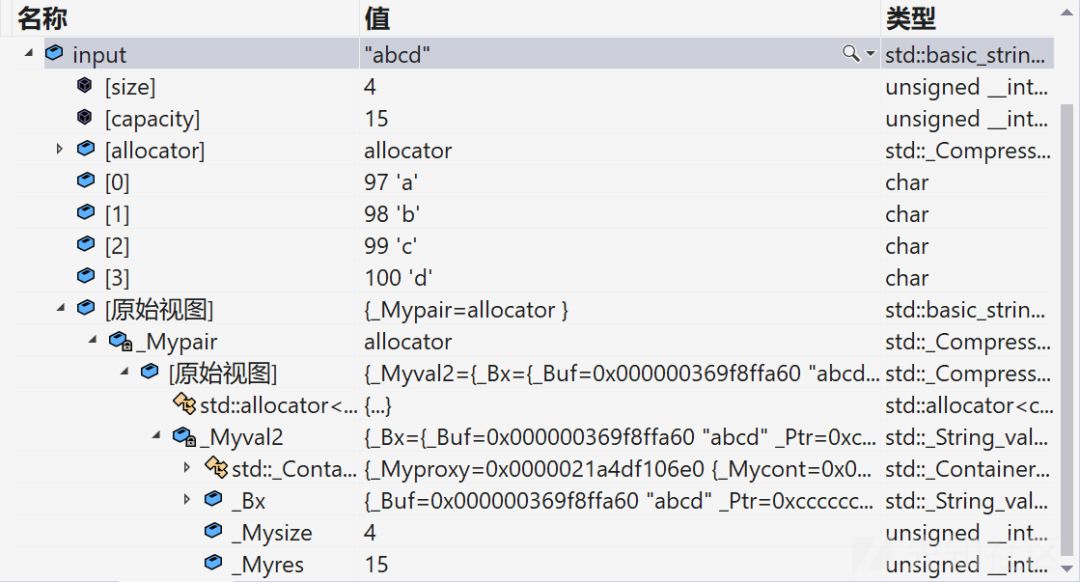 名称 值 类型
input "abcd" std::basic_strin...
[size] 4 unsigned __int...
[capacity] 15 unsigned __int...
[allocator] allocator std::_Compress...
[0] 97 'a' char
[1] 98 'b' char
[2] 99 'c' char
[3] 100 'd' char
[原始视图] {_Mypair=allocator } std::basic_strin...
_Mypair allocator std::_Compress...
[原始视图] {_Myval2={_Bx={_Buf=0x000000369f8ffa60 "abcd... std::_Compress...
std::allocator<... {...} std::allocator<c...
_Myval2 {_Bx={_Buf=0x000000369f8ffa60 "abcd" _Ptr=0xc... std::_String_val...
std::_Conta... {_Myproxy=0x0000021a4df106e0 {_Mycont=0x0... std::_Container...
_Bx {_Buf=0x000000369f8ffa60 "abcd" _Ptr=0xcccccc... std::_String_val...
_Mysize 4 unsigned __int...
_Myres 15 unsigned __int...